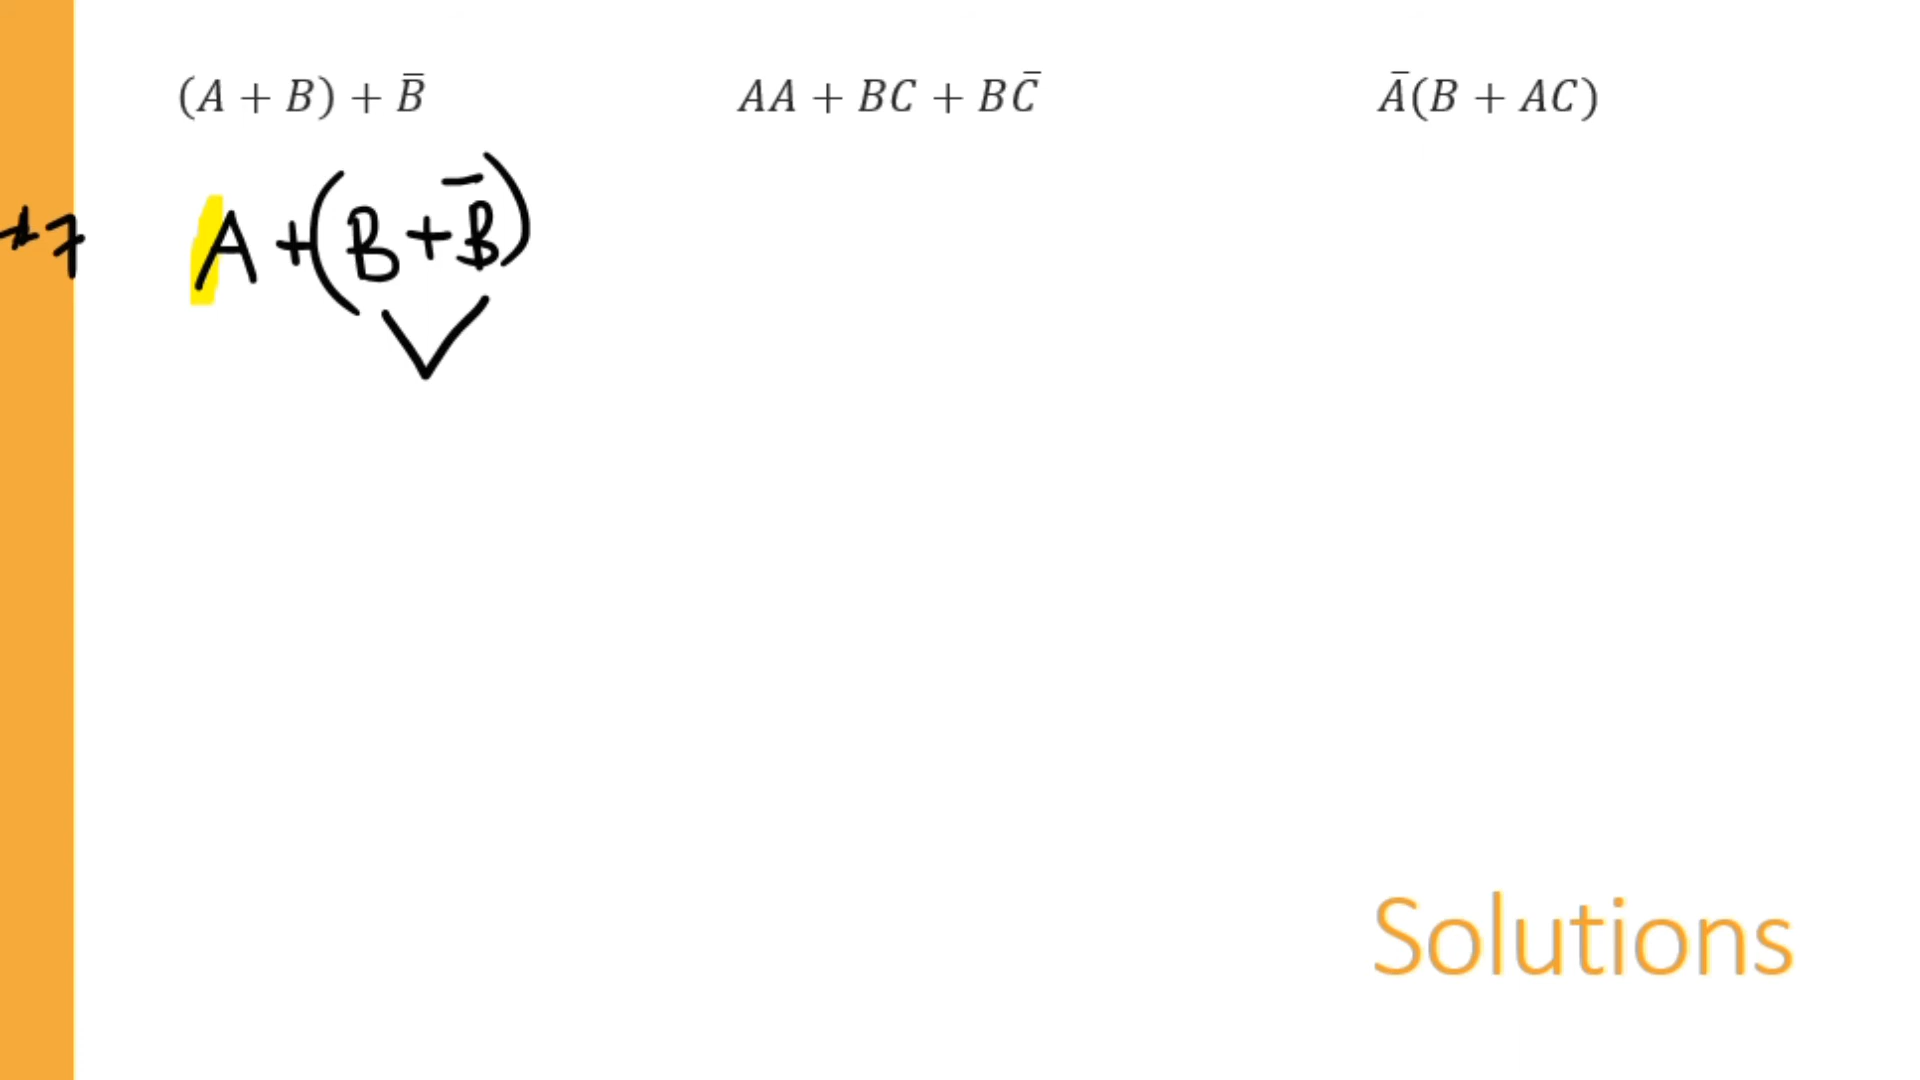 (A + B) + B̅
AA + BC + BC̅
A̅(B + AC)
A + (B + B̅)
Solutions